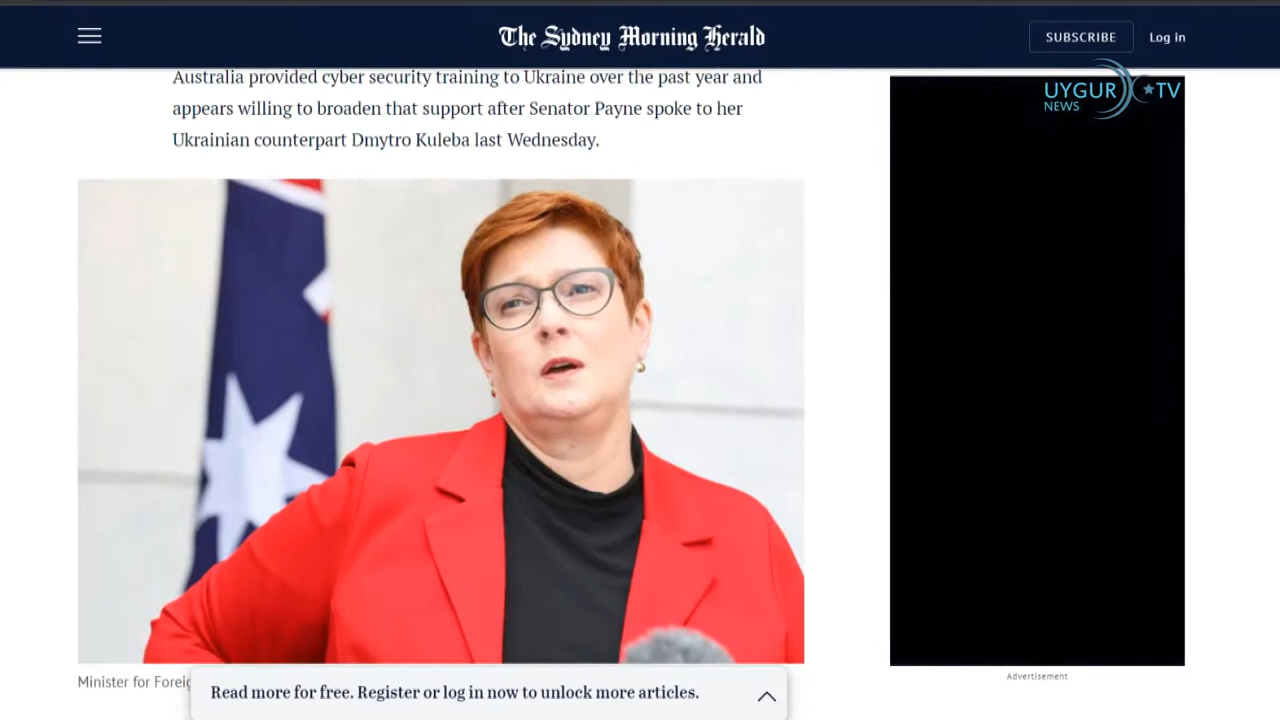 The Sydney Morning Herald
SUBSCRIBE
Log in
UYGUR TV
NEWS
Australia provided cyber security training to Ukraine over the past year and
appears willing to broaden that support after Senator Payne spoke to her
Ukrainian counterpart Dmytro Kuleba last Wednesday.
Minister for
Read more for free. Register or log in now to unlock more articles.
Advertisement